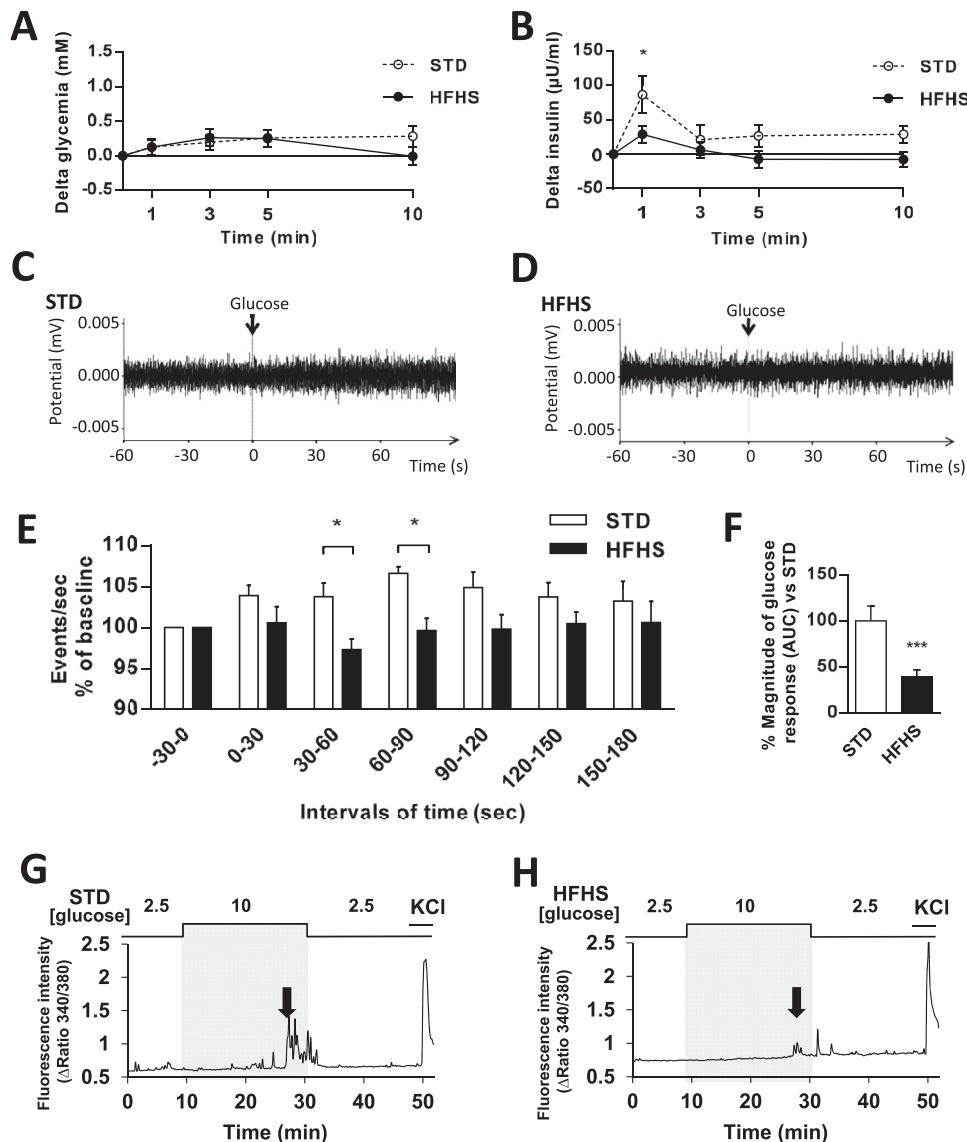 A
Delta glycemia (mM)
1.5
1.0
0.5
0.0
-0.5
STD
HFHS
1 3 5 10
Time (min)
B
Delta insulin (µU/ml)
150
100
50
0
-50
*
STD
HFHS
1 3 5 10
Time (min)
C
STD
Glucose
Potential (mV)
0.005
0.000
-0.005
-60 -30 0 30 60
Time (s)
D
HFHS
Glucose
Potential (mV)
0.005
0.000
-0.005
-60 -30 0 30 60
Time (s)
E
Events/sec
% of baseline
110
105
100
95
90
* *
STD
HFHS
-30-0 0-30 30-60 60-90 90-120 120-150 150-180
Intervals of time (sec)
F
% Magnitude of glucose
response (AUC) vs STD
150
100
50
0
***
STD HFHS
G
STD
[glucose] 2.5 10 2.5 KCl
Fluorescence intensity
(ΔRatio 340/380)
2.5
2
1.5
1
0.5
0 10 20 30 40 50
Time (min)
H
HFHS
[glucose] 2.5 10 2.5 KCl
Fluorescence intensity
(ΔRatio 340/380)
2.5
2
1.5
1
0.5
0 10 20 30 40 50
Time (min)